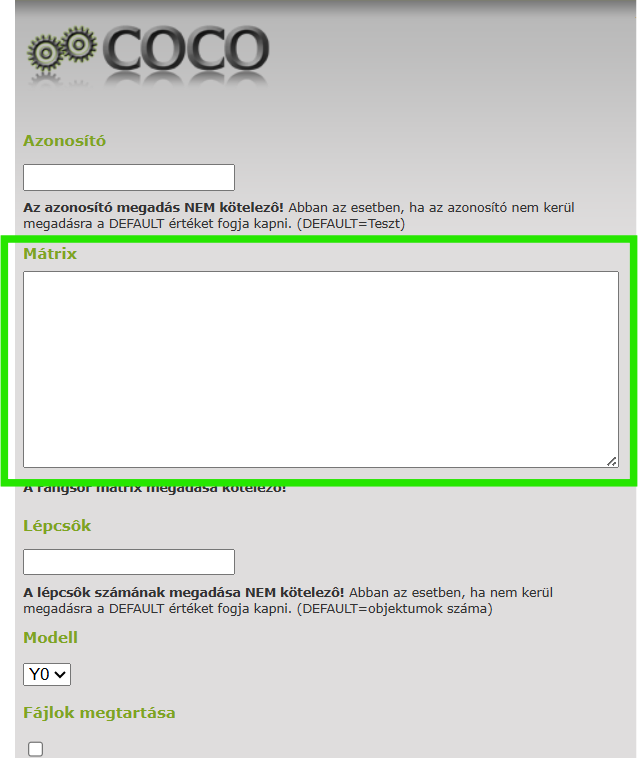 COCO
Azonosító
Az azonosító megadás NEM kötelezô! Abban az esetben, ha az azonosító nem kerül
megadásra a DEFAULT értéket fogja kapni. (DEFAULT=Teszt)
Mátrix
A rangsor mátrix megadása kötelezô!
Lépcsôk
A lépcsôk számának megadása NEM kötelezô! Abban az esetben, ha nem kerül
megadásra a DEFAULT értéket fogja kapni. (DEFAULT=objektumok száma)
Modell
Y0
Fájlok megtartása